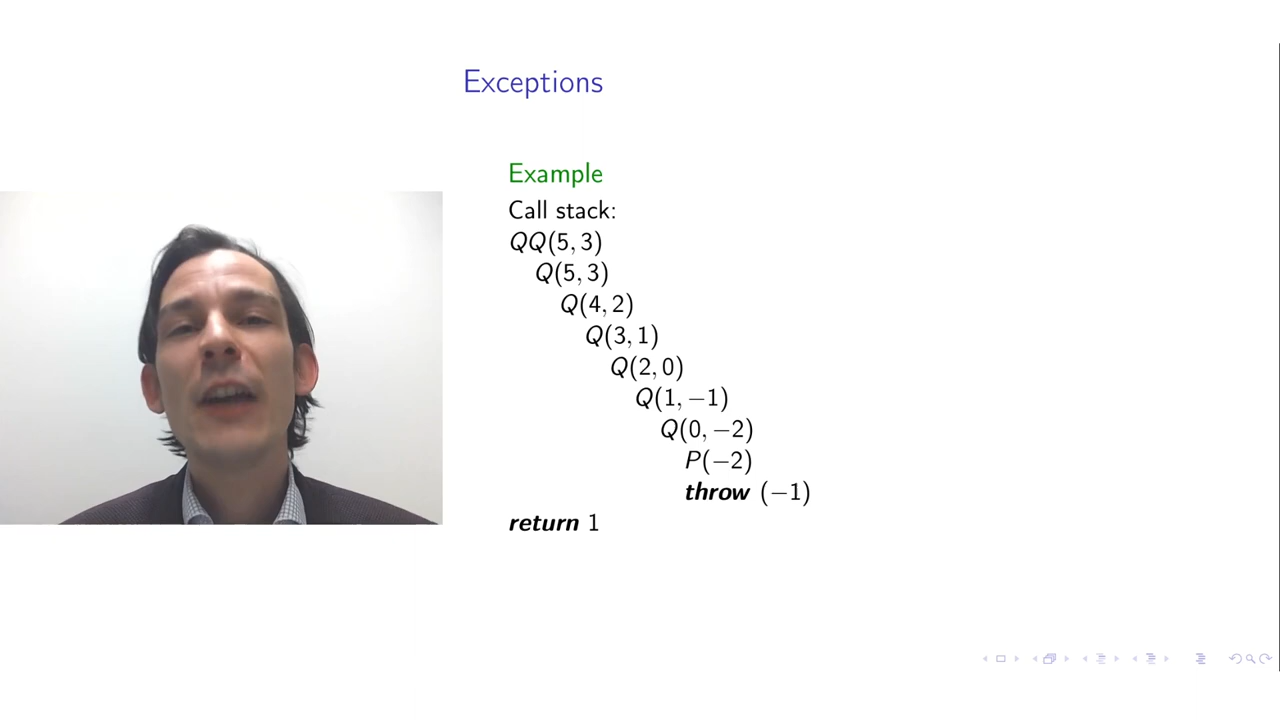 Exceptions
Example
Call stack:
QQ(5, 3)
Q(5, 3)
Q(4, 2)
Q(3, 1)
Q(2, 0)
Q(1, −1)
Q(0, −2)
P(−2)
throw (−1)
return 1